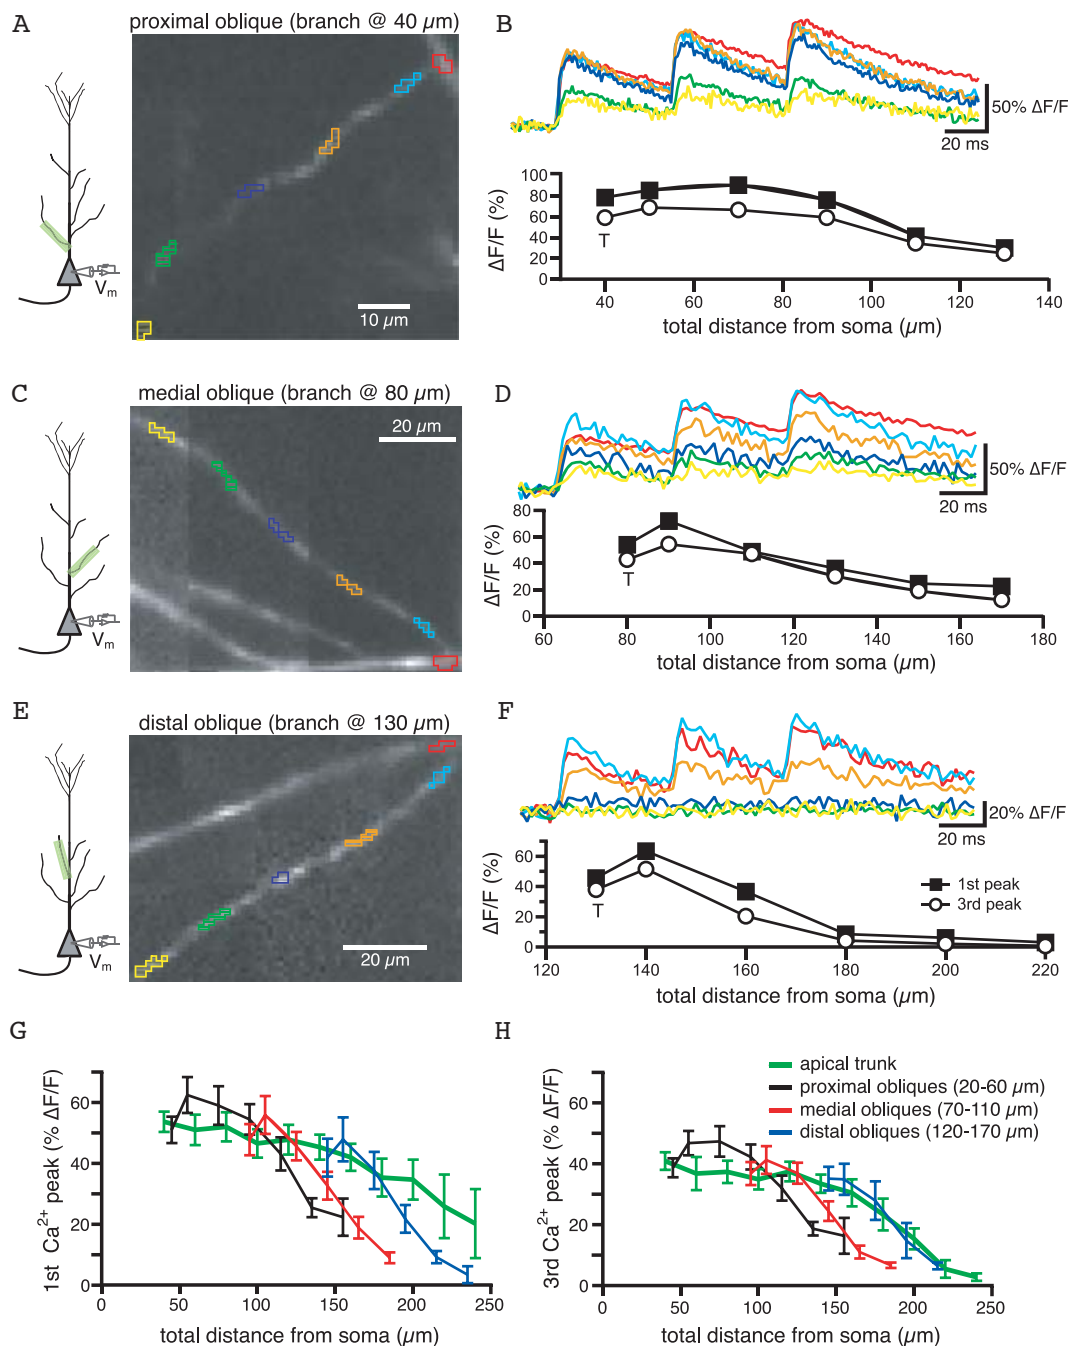 A
proximal oblique (branch @ 40 µm)
Vm
10 µm
B
50% ΔF/F
20 ms
ΔF/F (%)
100
80
60
40
20
0
T
40
60
80
100
120
140
total distance from soma (µm)
C
medial oblique (branch @ 80 µm)
Vm
20 µm
D
50% ΔF/F
20 ms
ΔF/F (%)
80
60
40
20
0
T
60
80
100
120
140
160
180
total distance from soma (µm)
E
distal oblique (branch @ 130 µm)
Vm
20 µm
F
20% ΔF/F
20 ms
ΔF/F (%)
60
40
20
0
T
1st peak
3rd peak
120
140
160
180
200
220
total distance from soma (µm)
G
1st Ca2+ peak (% ΔF/F)
60
40
20
0
0
50
100
150
200
250
total distance from soma (µm)
H
apical trunk
proximal obliques (20-60 µm)
medial obliques (70-110 µm)
distal obliques (120-170 µm)
3rd Ca2+ peak (% ΔF/F)
60
40
20
0
0
50
100
150
200
250
total distance from soma (µm)